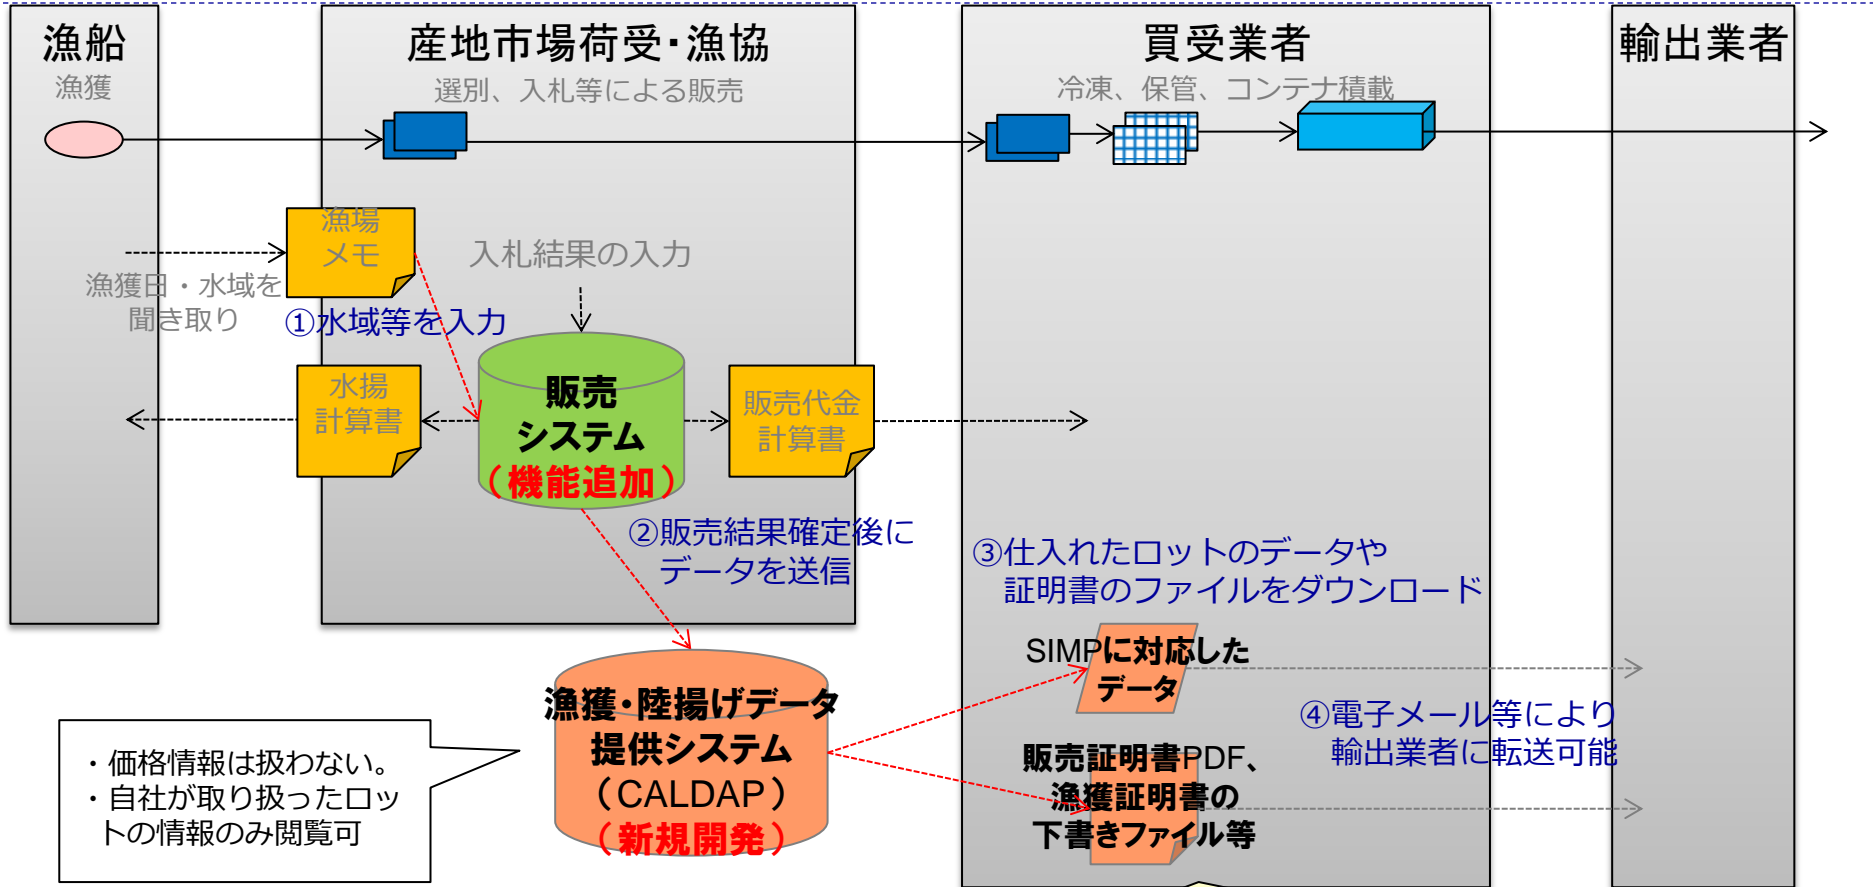 漁船
漁獲
産地市場荷受・漁協
選別、入札等による販売
買受業者
冷凍、保管、コンテナ積載
輸出業者
漁場
メモ
漁獲日・水域を
聞き取り
入札結果の入力
①水域等を入力
水揚
計算書
販売
システム
（機能追加）
販売代金
計算書
②販売結果確定後に
データを送信
③仕入れたロットのデータや
証明書のファイルをダウンロード
SIMPに対応した
データ
漁獲・陸揚げデータ
提供システム
（CALDAP）
（新規開発）
④電子メール等により
輸出業者に転送可能
販売証明書PDF、
漁獲証明書の
下書きファイル等
・価格情報は扱わない。
・自社が取り扱ったロッ
トの情報のみ閲覧可